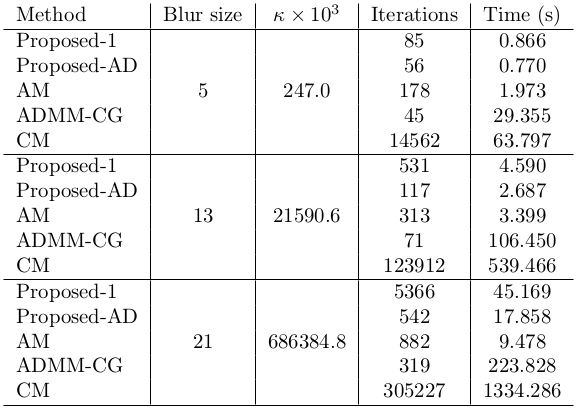 Method Blur size κ × 10³ Iterations Time (s)
Proposed-1 85 0.866
Proposed-AD 56 0.770
AM 5 247.0 178 1.973
ADMM-CG 45 29.355
CM 14562 63.797
Proposed-1 531 4.590
Proposed-AD 117 2.687
AM 13 21590.6 313 3.399
ADMM-CG 71 106.450
CM 123912 539.466
Proposed-1 5366 45.169
Proposed-AD 542 17.858
AM 21 686384.8 882 9.478
ADMM-CG 319 223.828
CM 305227 1334.286